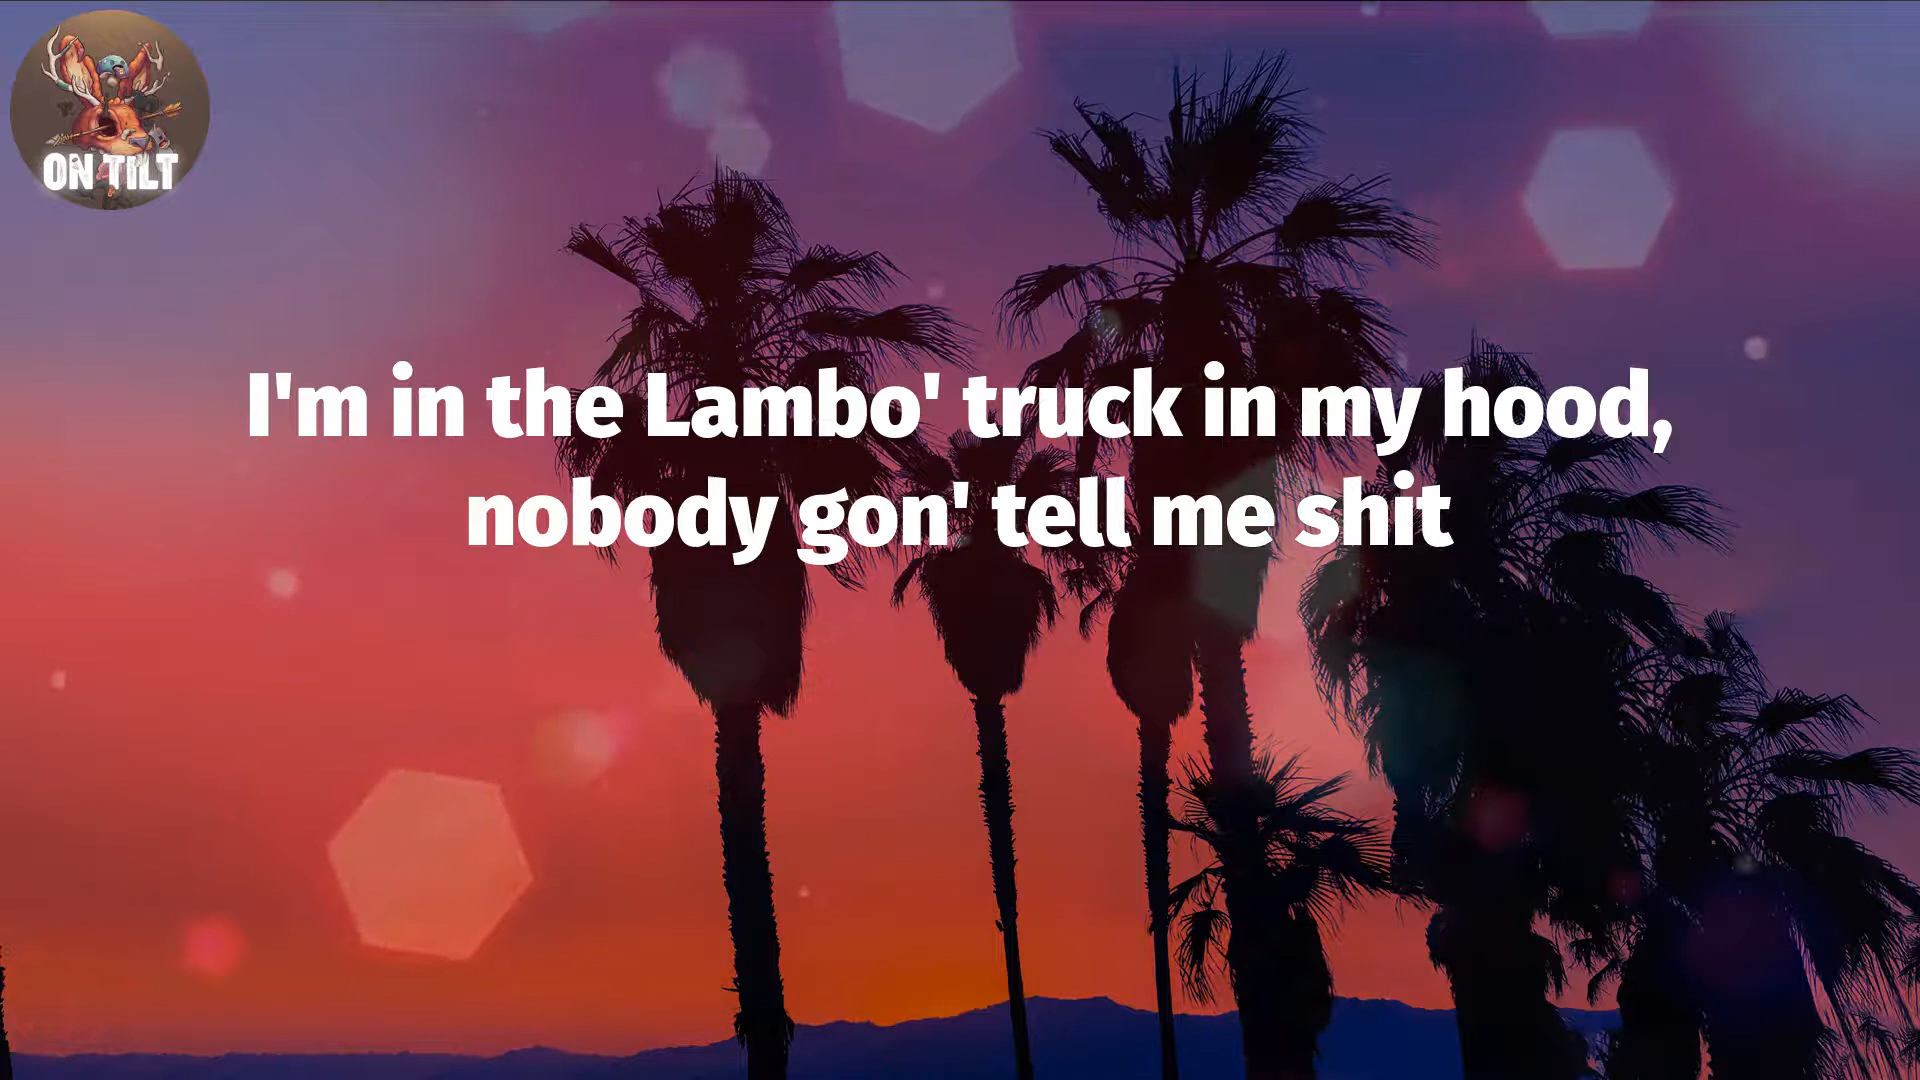 ON TILT
I'm in the Lambo' truck in my hood,
nobody gon' tell me shit